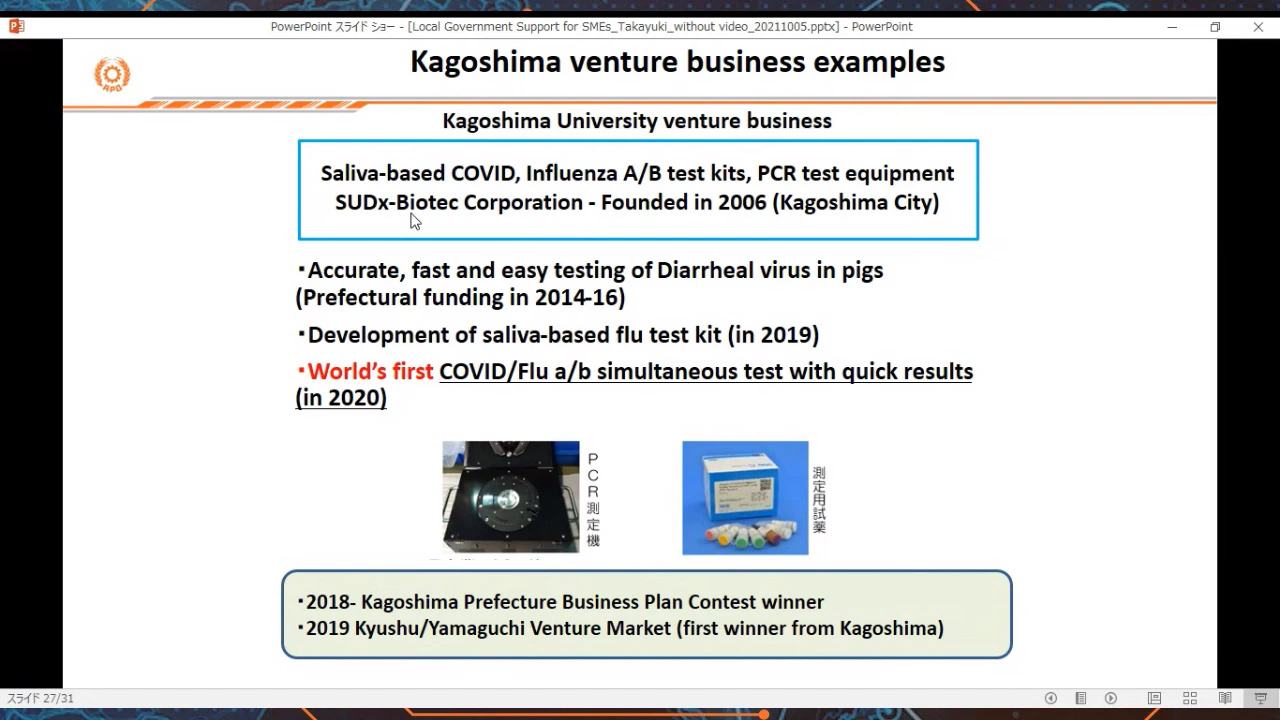 PowerPoint スライド ショー - [Local Government Support for SMEs_Takayuki_without video_20211005.pptx] - PowerPoint
Kagoshima venture business examples
APO
Kagoshima University venture business
Saliva-based COVID, Influenza A/B test kits, PCR test equipment
SUDx-Biotec Corporation - Founded in 2006 (Kagoshima City)
・Accurate, fast and easy testing of Diarrheal virus in pigs
(Prefectural funding in 2014-16)
・Development of saliva-based flu test kit (in 2019)
・World's first COVID/Flu a/b simultaneous test with quick results
(in 2020)
PCR測定機
測定用試薬
・2018- Kagoshima Prefecture Business Plan Contest winner
・2019 Kyushu/Yamaguchi Venture Market (first winner from Kagoshima)
スライド 27/31